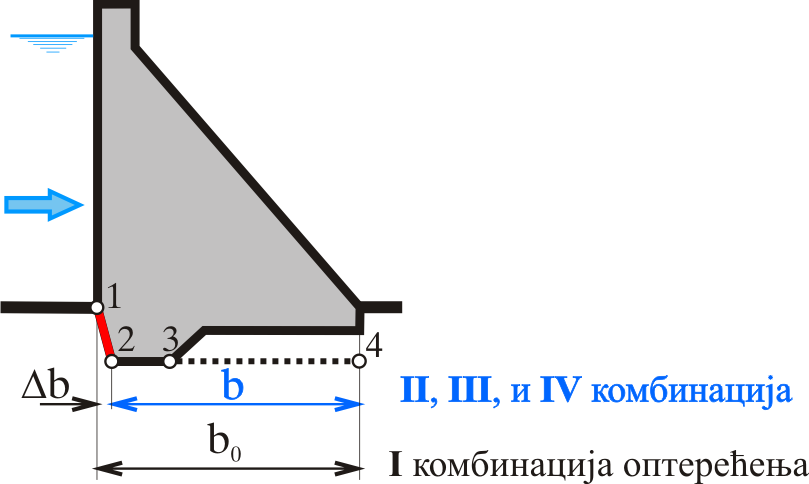 1
2 3
4
Δb
b
II, III, и IV комбинација
b0
I комбинација оптерећења